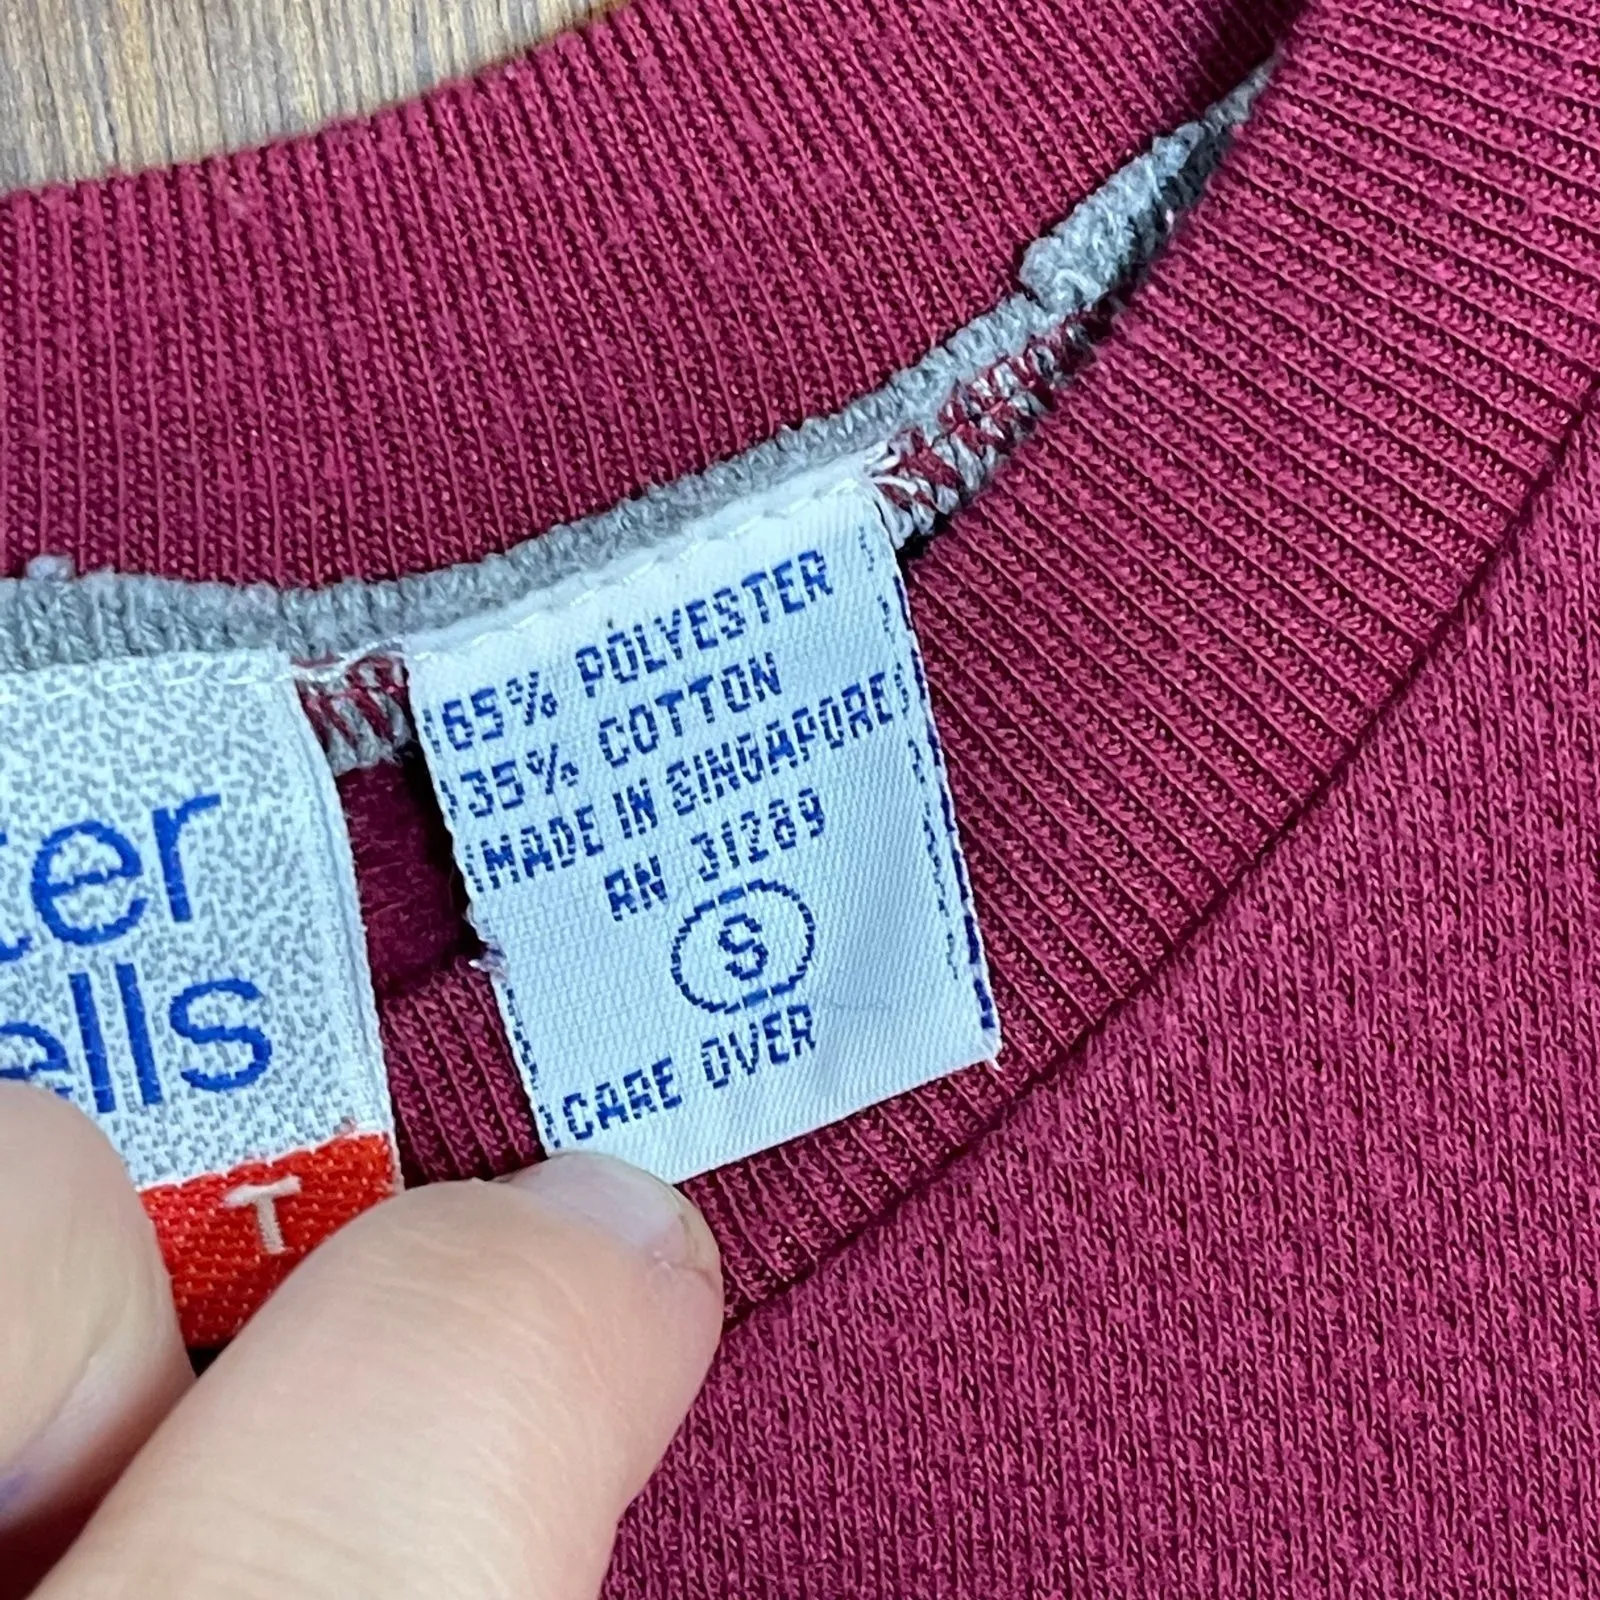 ter
ells
T
65% POLYESTER
35% COTTON
MADE IN SINGAPORE
RN 31289
S
CARE OVER